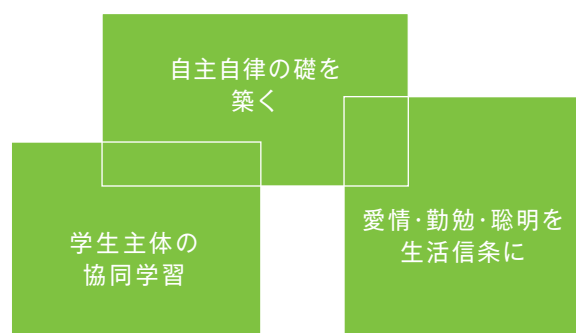 自主自律の礎を
築く
学生主体の
協同学習
愛情・勤勉・聡明を
生活信条に